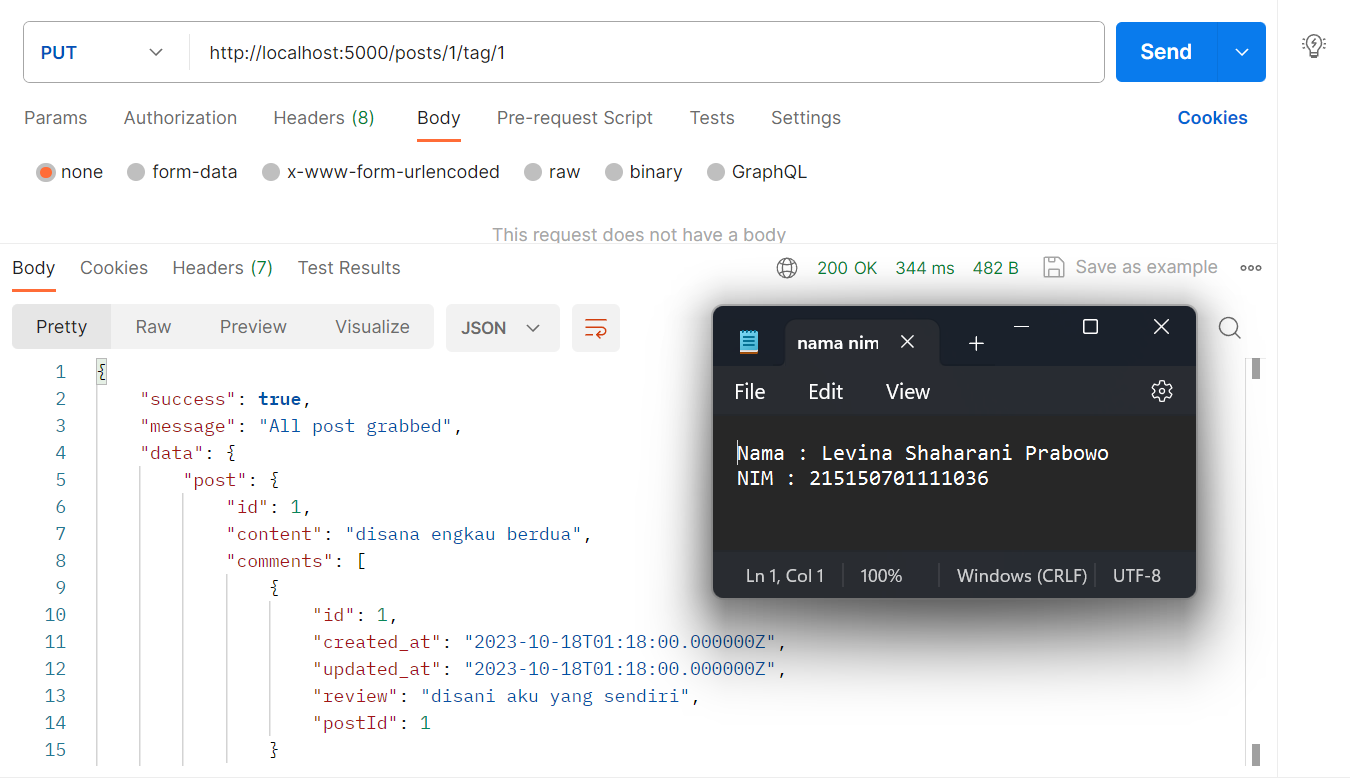 PUT http://localhost:5000/posts/1/tag/1 Send
Params Authorization Headers (8) Body Pre-request Script Tests Settings Cookies
none form-data x-www-form-urlencoded raw binary GraphQL
This request does not have a body
Body Cookies Headers (7) Test Results 200 OK 344 ms 482 B Save as example
Pretty Raw Preview Visualize JSON
1 {
2 "success": true,
3 "message": "All post grabbed",
4 "data": {
5 "post": {
6 "id": 1,
7 "content": "disana engkau berdua",
8 "comments": [
9 {
10 "id": 1,
11 "created_at": "2023-10-18T01:18:00.000000Z",
12 "updated_at": "2023-10-18T01:18:00.000000Z",
13 "review": "disani aku yang sendiri",
14 "postId": 1
15 }
nama nim
File Edit View
Nama : Levina Shaharani Prabowo
NIM : 215150701111036
Ln 1, Col 1 100% Windows (CRLF) UTF-8